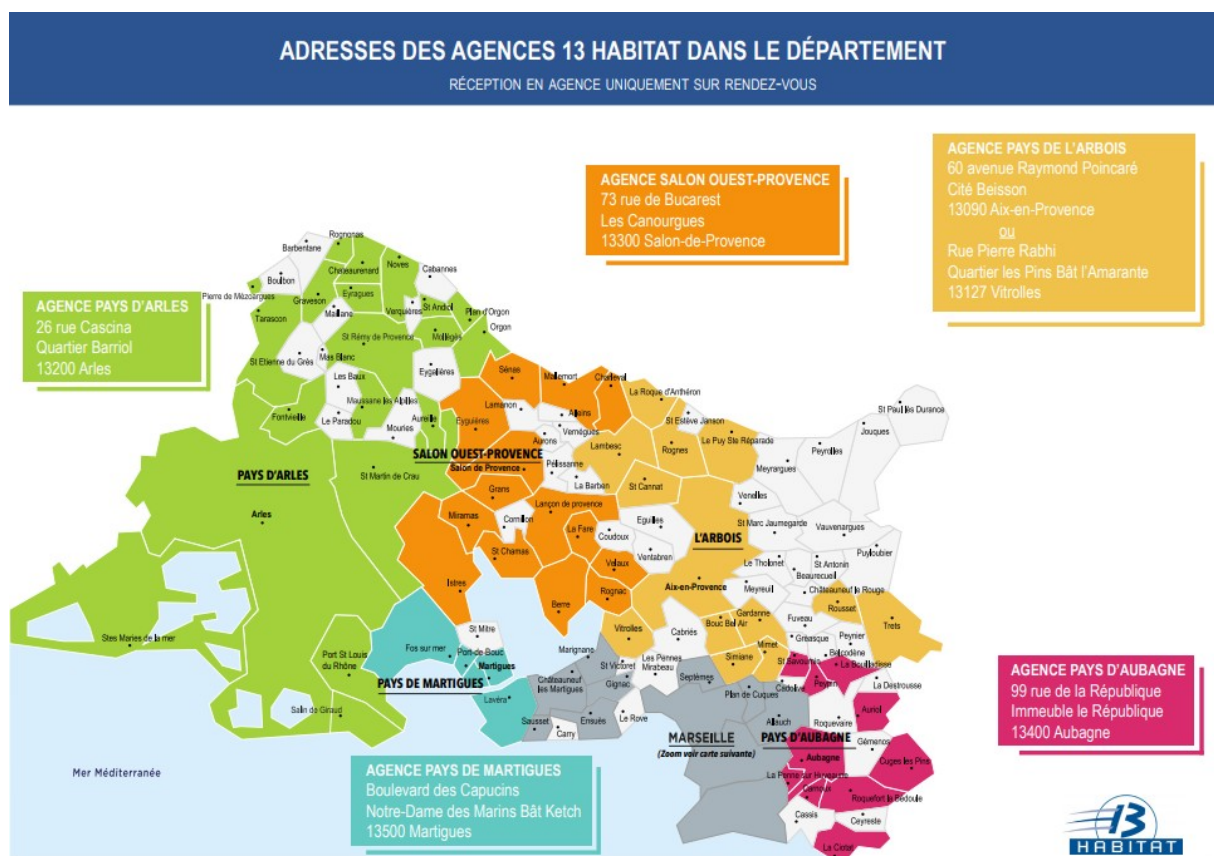 ADRESSES DES AGENCES 13 HABITAT DANS LE DÉPARTEMENT
RÉCEPTION EN AGENCE UNIQUEMENT SUR RENDEZ-VOUS
AGENCE PAYS DE L'ARBOIS
60 avenue Raymond Poincaré
Cité Beisson
13090 Aix-en-Provence
ou
Rue Pierre Rabhi
Quartier les Pins Bât l'Amarante
13127 Vitrolles
AGENCE SALON OUEST-PROVENCE
73 rue de Bucarest
Les Canourgues
13300 Salon-de-Provence
AGENCE PAYS D'ARLES
26 rue Cascina
Quartier Barriol
13200 Arles
Rognonas
Barbentane
Chateaurenard
Noves
Cabannes
Boulbon
Pierre de Mézoargues
Graveson
Eyragues
Maillane
Verquières
St Andiol
Plan d'Orgon
Orgon
Tarascon
St Rémy de Provence
Mollégès
St Etienne du Grès
Mas Blanc
Eygalières
Les Baux
Maussane les Alpilles
Fontvieille
Le Paradou
Mouries
Aureille
Eyguières
Sénas
Mallemort
Charleval
Lamanon
Alleins
Vernègues
La Roque d'Anthéron
St Estève Janson
Le Puy Ste Réparade
St Paul lès Durance
Jouques
Peyrolles
Meyrargues
Aurons
Lambesc
Rognes
SALON OUEST-PROVENCE
Salon de Provence
Pélissanne
La Barben
St Cannat
Venelles
PAYS D'ARLES
Arles
St Martin de Crau
Grans
Miramas
Cornillon
Lançon de provence
La Fare
Coudoux
Eguilles
Ventabren
L'ARBOIS
St Marc Jaumegarde
Vauvenargues
Puyloubier
Le Tholonet
St Antonin
Beaurecueil
Châteauneuf le Rouge
St Chamas
Velaux
Istres
Berre
Rognac
Aix-en-Provence
Meyreuil
Rousset
Trets
Stes Maries de la mer
Port St Louis
du Rhône
Salin de Giraud
Fos sur mer
St Mitre
Port-de-Bouc
Martigues
PAYS DE MARTIGUES
Lavéra
Marignane
Vitrolles
Cabriès
Bouc Bel Air
Gardanne
Fuveau
Gréasque
Peynier
Belcodène
La Bouilladisse
Simiane
Mimet
St Savournin
St Victoret
Gignac
Les Pennes
Mirabeau
Septèmes
Châteauneuf
les Martigues
Plan de Cuques
Cadolive
Peypin
La Destrousse
Sausset
Carry
Ensuès
Le Rove
Allauch
Roquevaire
Auriol
MARSEILLE
(Zoom voir carte suivante)
PAYS D'AUBAGNE
Aubagne
Gémenos
Cuges les Pins
La Penne sur Huveaune
Carnoux
Roquefort la Bédoule
Cassis
Ceyreste
La Ciotat
AGENCE PAYS D'AUBAGNE
99 rue de la République
Immeuble le République
13400 Aubagne
Mer Méditerranée
AGENCE PAYS DE MARTIGUES
Boulevard des Capucins
Notre-Dame des Marins Bât Ketch
13500 Martigues
13
HABITAT